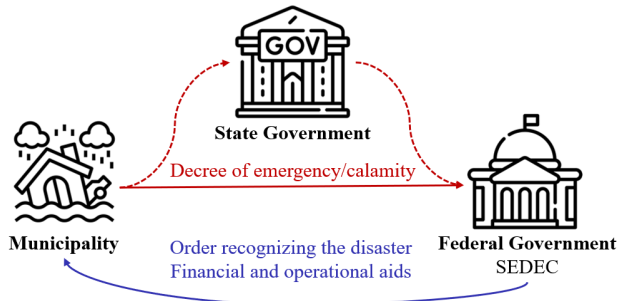 GOV
State Government
Decree of emergency/calamity
Municipality
Federal Government
SEDEC
Order recognizing the disaster
Financial and operational aids